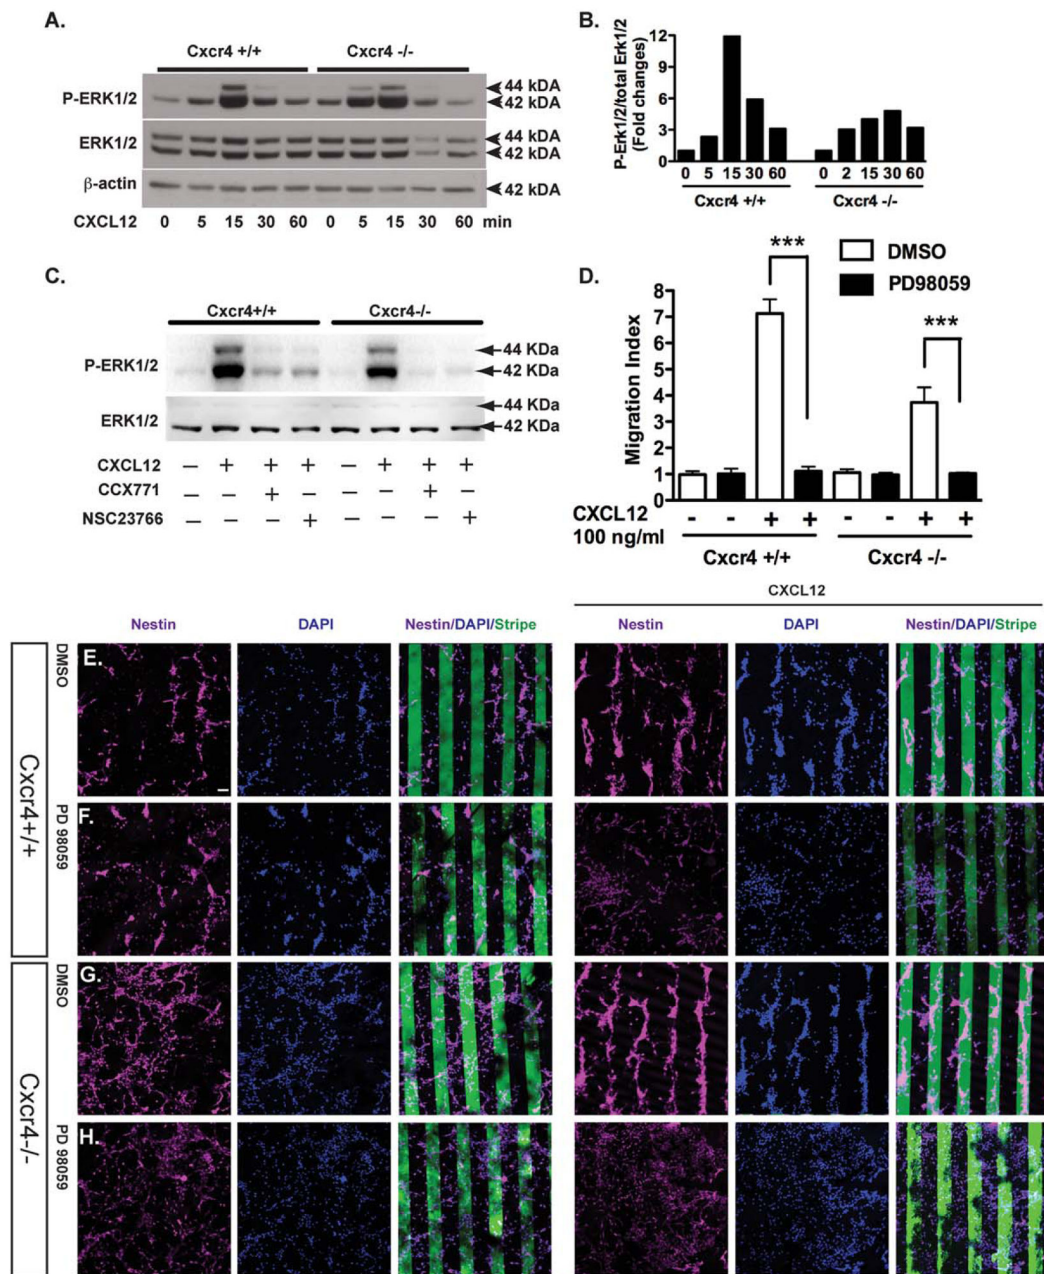 A.
Cxcr4 +/+ Cxcr4 -/-
P-ERK1/2
44 kDA
42 kDA
ERK1/2
44 kDA
42 kDA
β-actin
42 kDA
CXCL12 0 5 15 30 60 0 5 15 30 60 min
B.
P-Erk1/2/total Erk1/2
(Fold changes)
12
9
6
3
0
0 5 15 30 60 0 2 15 30 60
Cxcr4 +/+ Cxcr4 -/-
C.
Cxcr4+/+ Cxcr4-/-
P-ERK1/2
44 KDa
42 KDa
ERK1/2
44 KDa
42 KDa
CXCL12 – + + + – + + +
CCX771 – – + – – +
NSC23766 – – + – – +
D.
DMSO
PD98059
*** ***
Migration Index
8
7
6
5
4
3
2
1
0
CXCL12 - - + + - - + +
100 ng/ml
Cxcr4 +/+ Cxcr4 -/-
CXCL12
Nestin DAPI Nestin/DAPI/Stripe Nestin DAPI Nestin/DAPI/Stripe
Cxcr4+/+
DMSO
E.
PD 98059
F.
Cxcr4-/-
DMSO
G.
PD 98059
H.